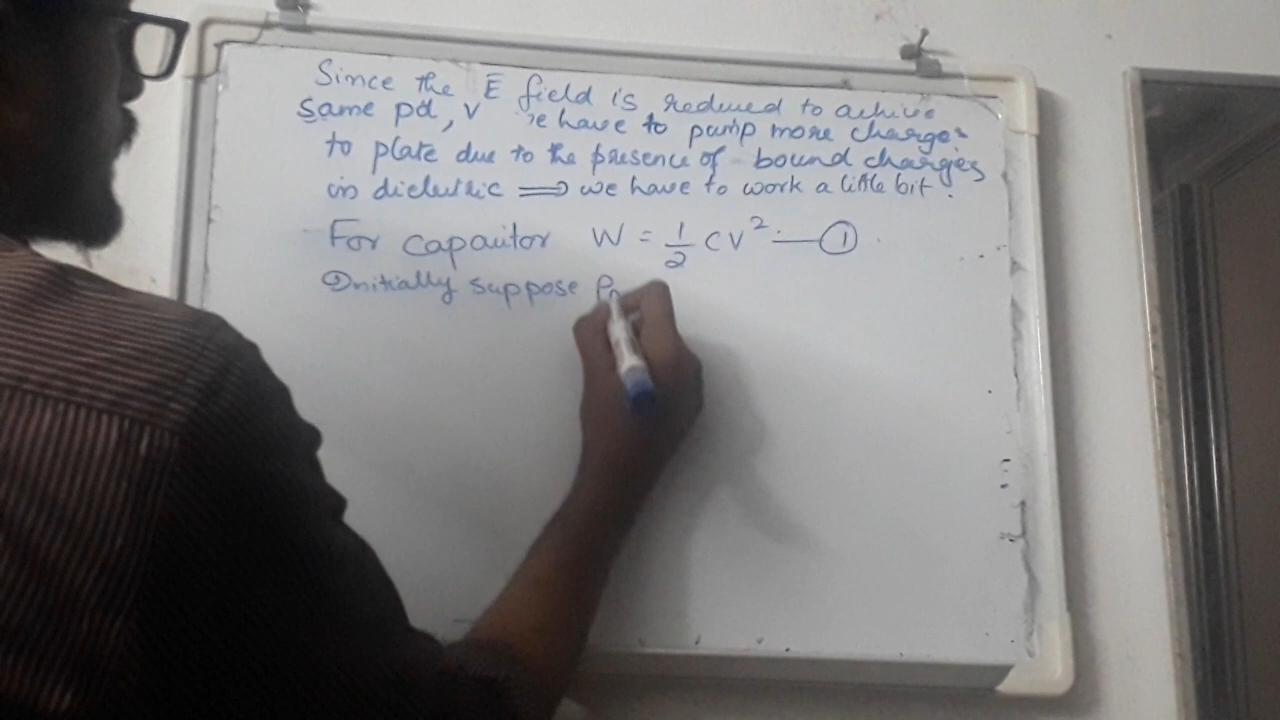 Since the E field is reduced to achive
same pd, v we have to pump more charges
to plate due to the presence of bound charges
in dielectric ⟹ we have to work a little bit.
For capacitor W = 1/2 CV² — ①
Initially suppose